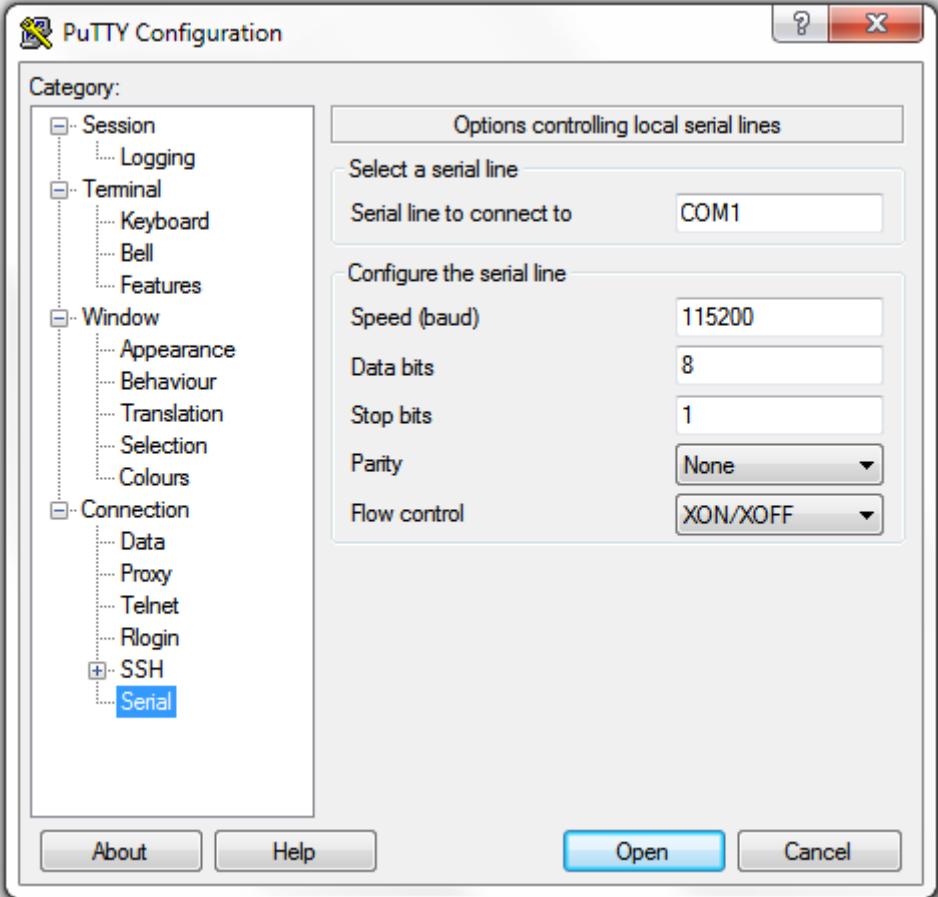 PuTTY Configuration
Category:
Session
Logging
Terminal
Keyboard
Bell
Features
Window
Appearance
Behaviour
Translation
Selection
Colours
Connection
Data
Proxy
Telnet
Rlogin
SSH
Serial
Options controlling local serial lines
Select a serial line
Serial line to connect to COM1
Configure the serial line
Speed (baud) 115200
Data bits 8
Stop bits 1
Parity None
Flow control XON/XOFF
About Help Open Cancel